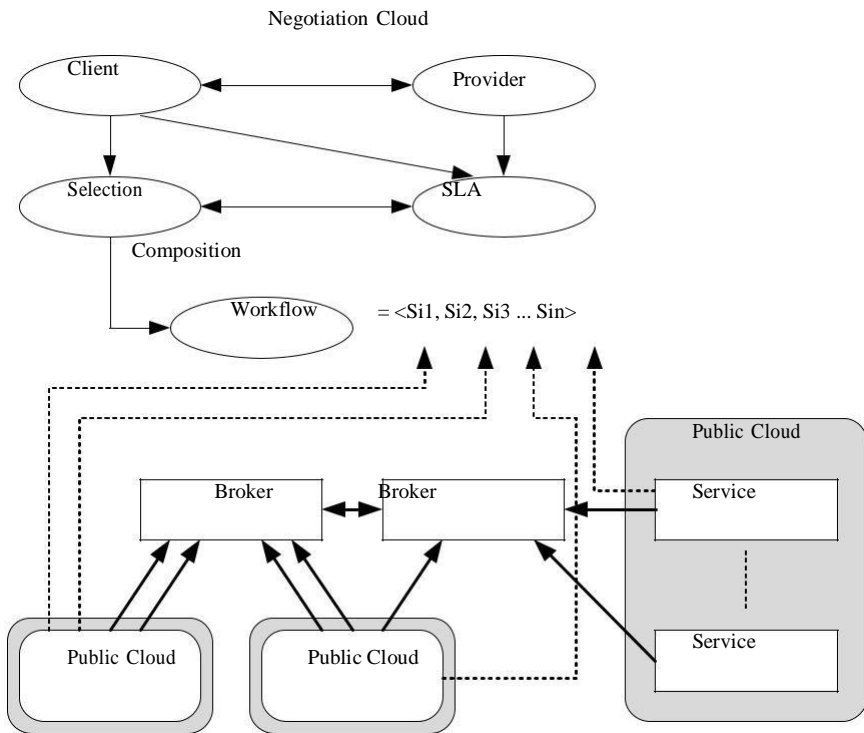 Negotiation Cloud
Client
Provider
Selection
SLA
Composition
Workflow
= <Si1, Si2, Si3 ... Sin>
Public Cloud
Broker
Broker
Service
Service
Public Cloud
Public Cloud